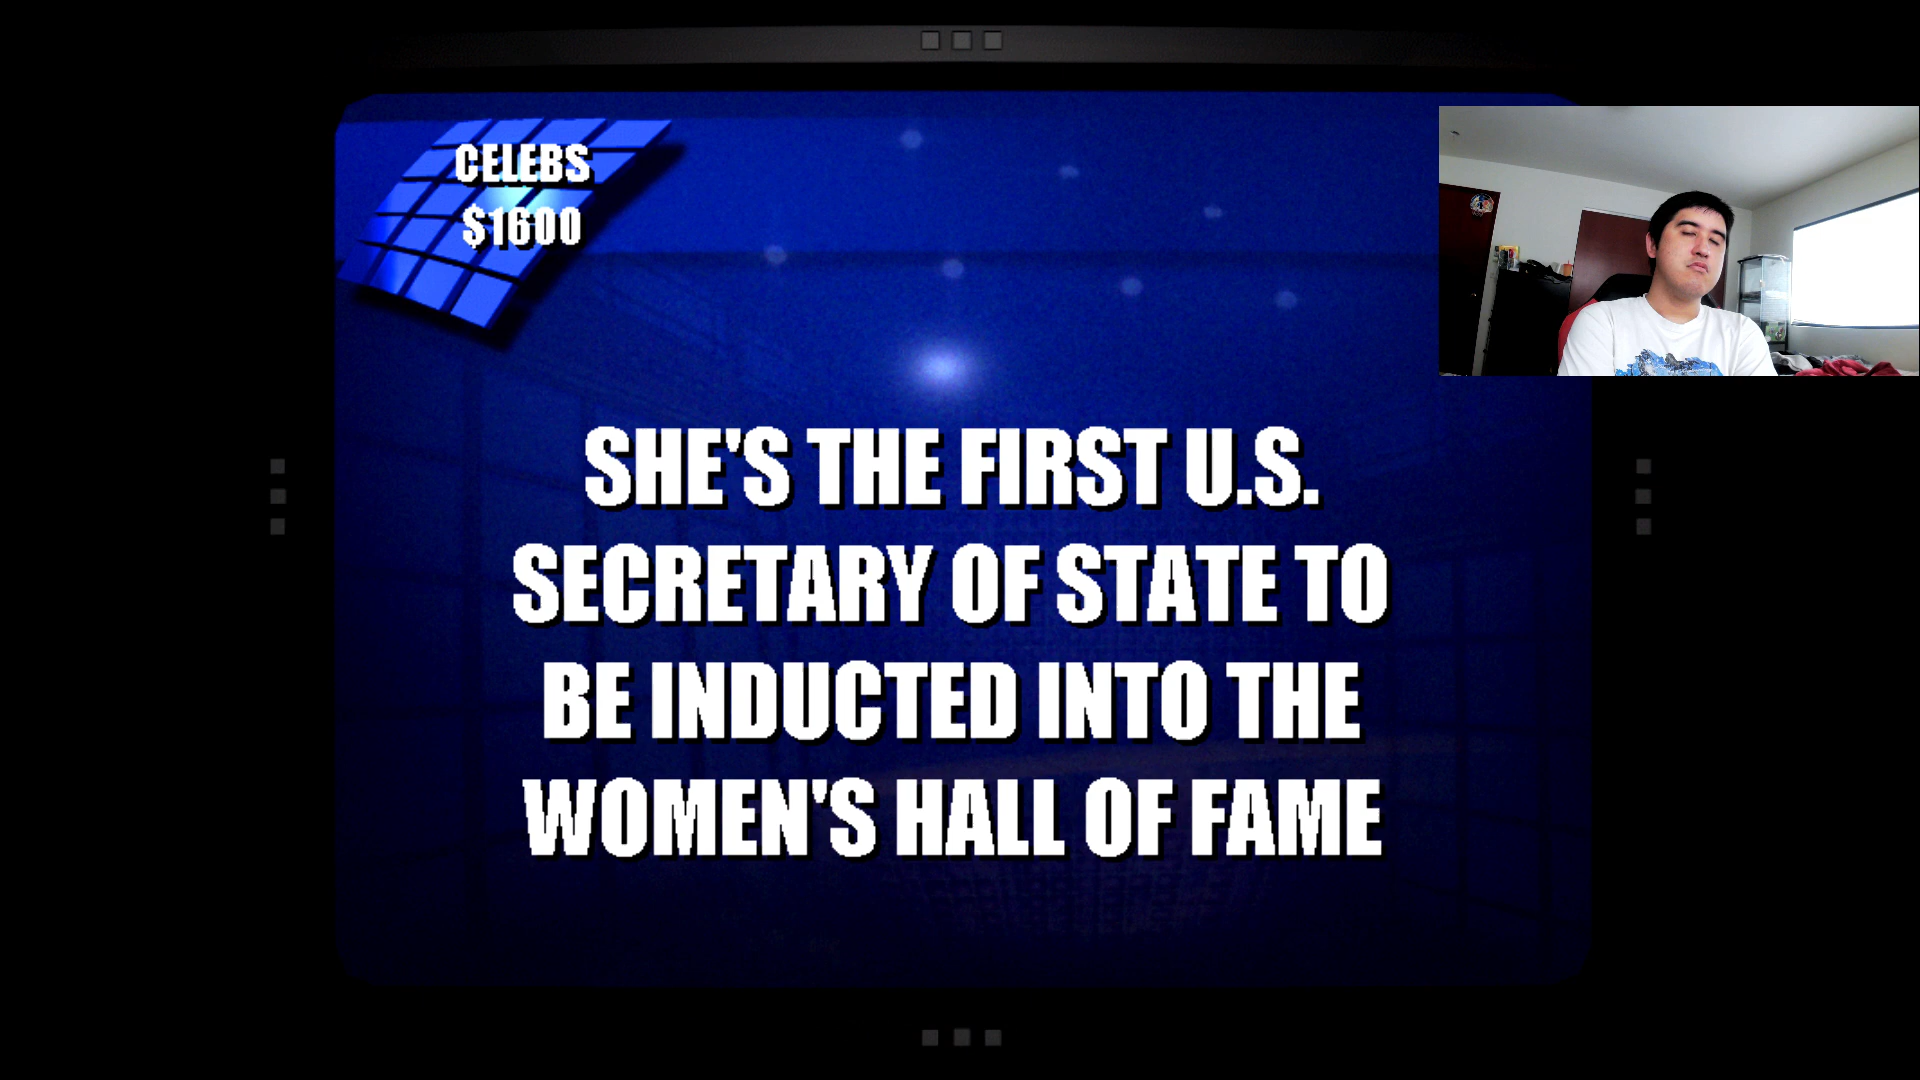 CELEBS
$1600
SHE'S THE FIRST U.S.
SECRETARY OF STATE TO
BE INDUCTED INTO THE
WOMEN'S HALL OF FAME